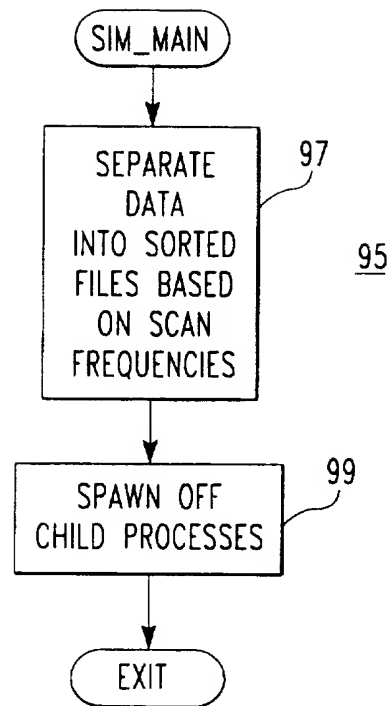 SIM_MAIN
SEPARATE
DATA
INTO SORTED
FILES BASED
ON SCAN
FREQUENCIES
97
95
SPAWN OFF
CHILD PROCESSES
99
EXIT